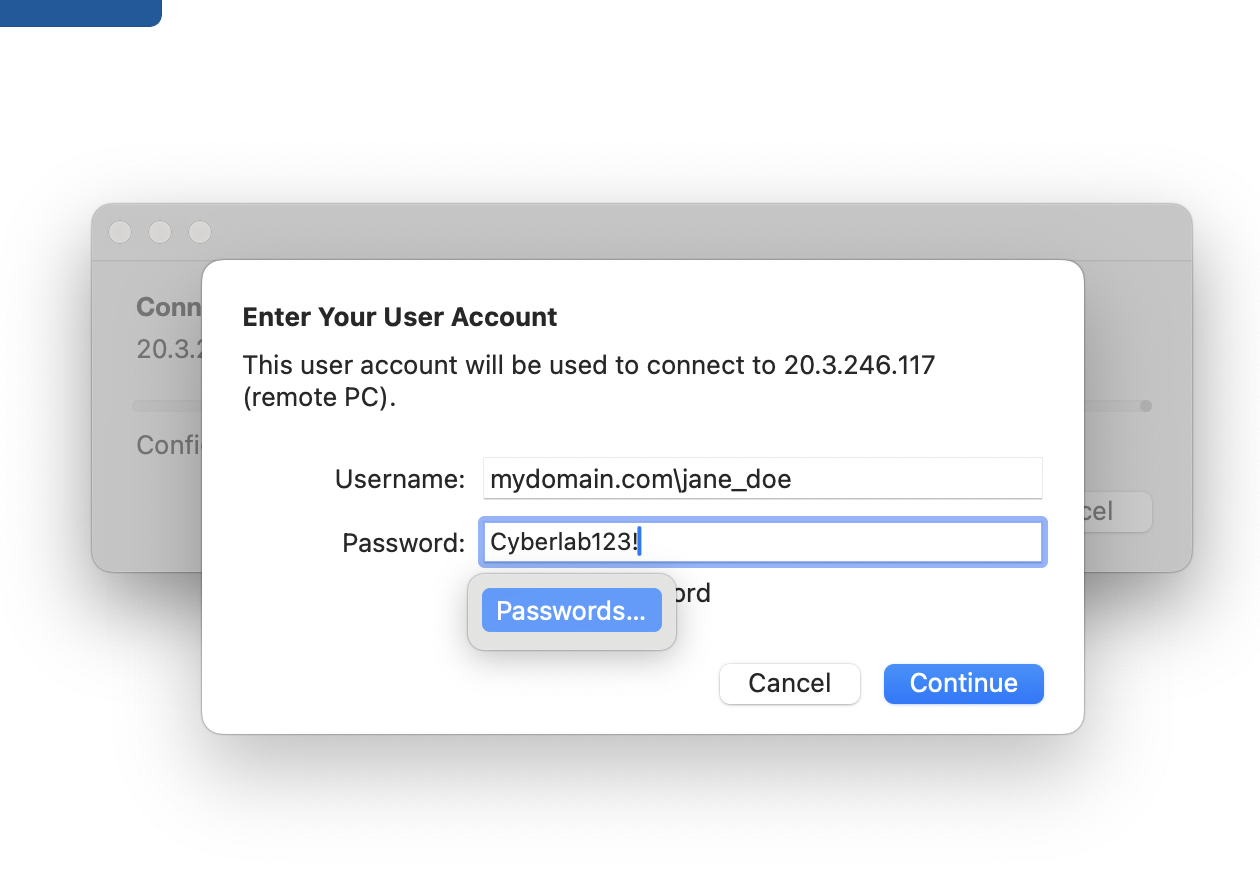 Conn
20.3.2
Enter Your User Account
This user account will be used to connect to 20.3.246.117
(remote PC).
Confi
Username: mydomain.com\jane_doe
Password: Cyberlab123!
cel
ord
Passwords...
Cancel Continue